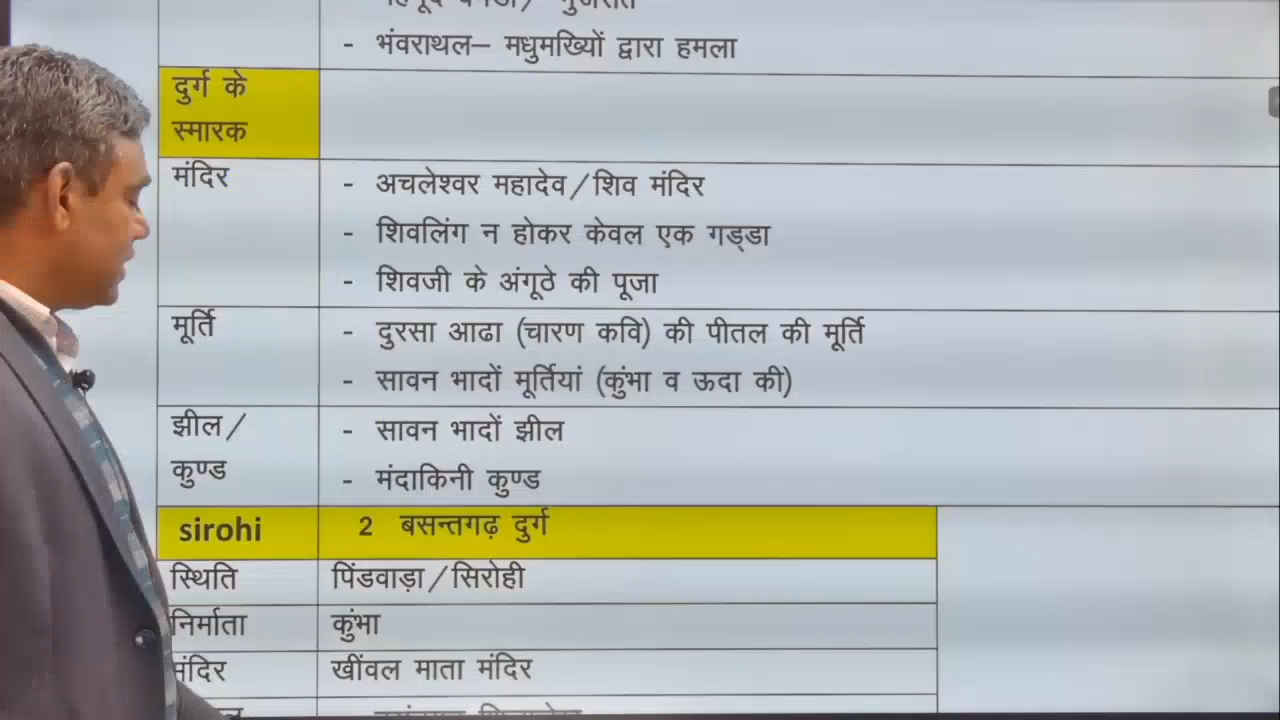 - भंवराथल– मधुमख्यिों द्वारा हमला
दुर्ग के
स्मारक
मंदिर
- अचलेश्वर महादेव/शिव मंदिर
- शिवलिंग न होकर केवल एक गड्डा
- शिवजी के अंगूठे की पूजा
मूर्ति
- दुरसा आढा (चारण कवि) की पीतल की मूर्ति
- सावन भादों मूर्तियां (कुंभा व ऊदा की)
झील/
कुण्ड
- सावन भादों झील
- मंदाकिनी कुण्ड
sirohi 2 बसन्तगढ़ दुर्ग
स्थिति पिंडवाड़ा/सिरोही
निर्माता कुंभा
मंदिर खींवल माता मंदिर